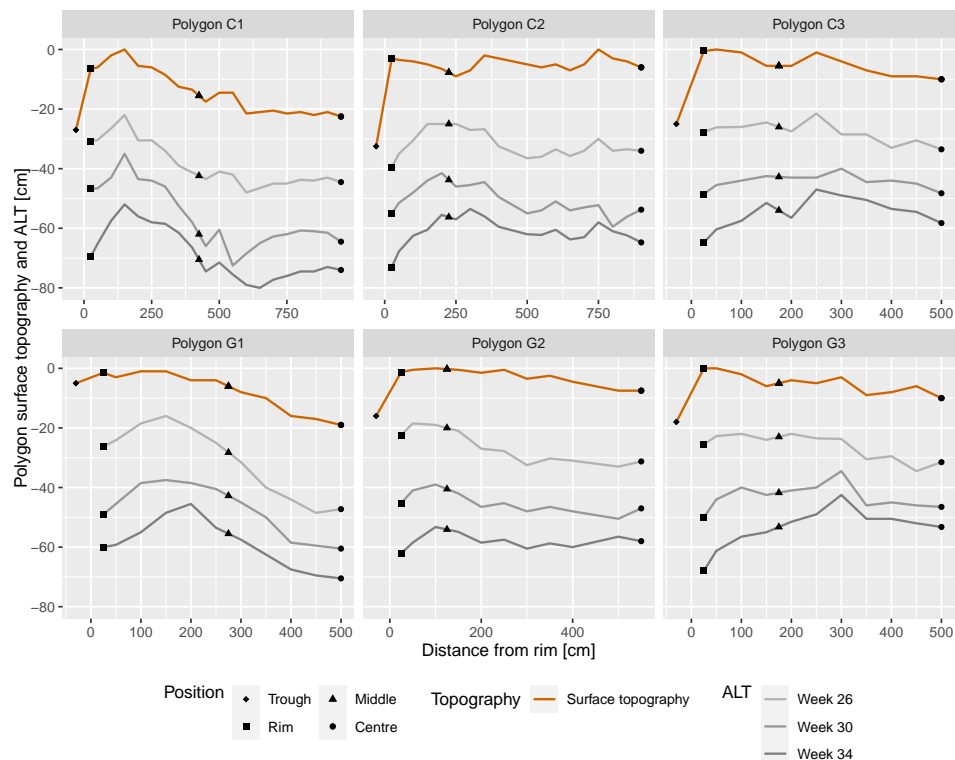 Polygon C1 Polygon C2 Polygon C3
0
−20
−40
−60
−80
0 250 500 750
0 250 500 750
0 100 200 300 400 500
Polygon G1 Polygon G2 Polygon G3
0
−20
−40
−60
−80
0 100 200 300 400 500
0 200 400
0 100 200 300 400 500
Polygon surface topography and ALT [cm]
Distance from rim [cm]
Position
Trough
Rim
Middle
Centre
Topography
Surface topography
ALT
Week 26
Week 30
Week 34